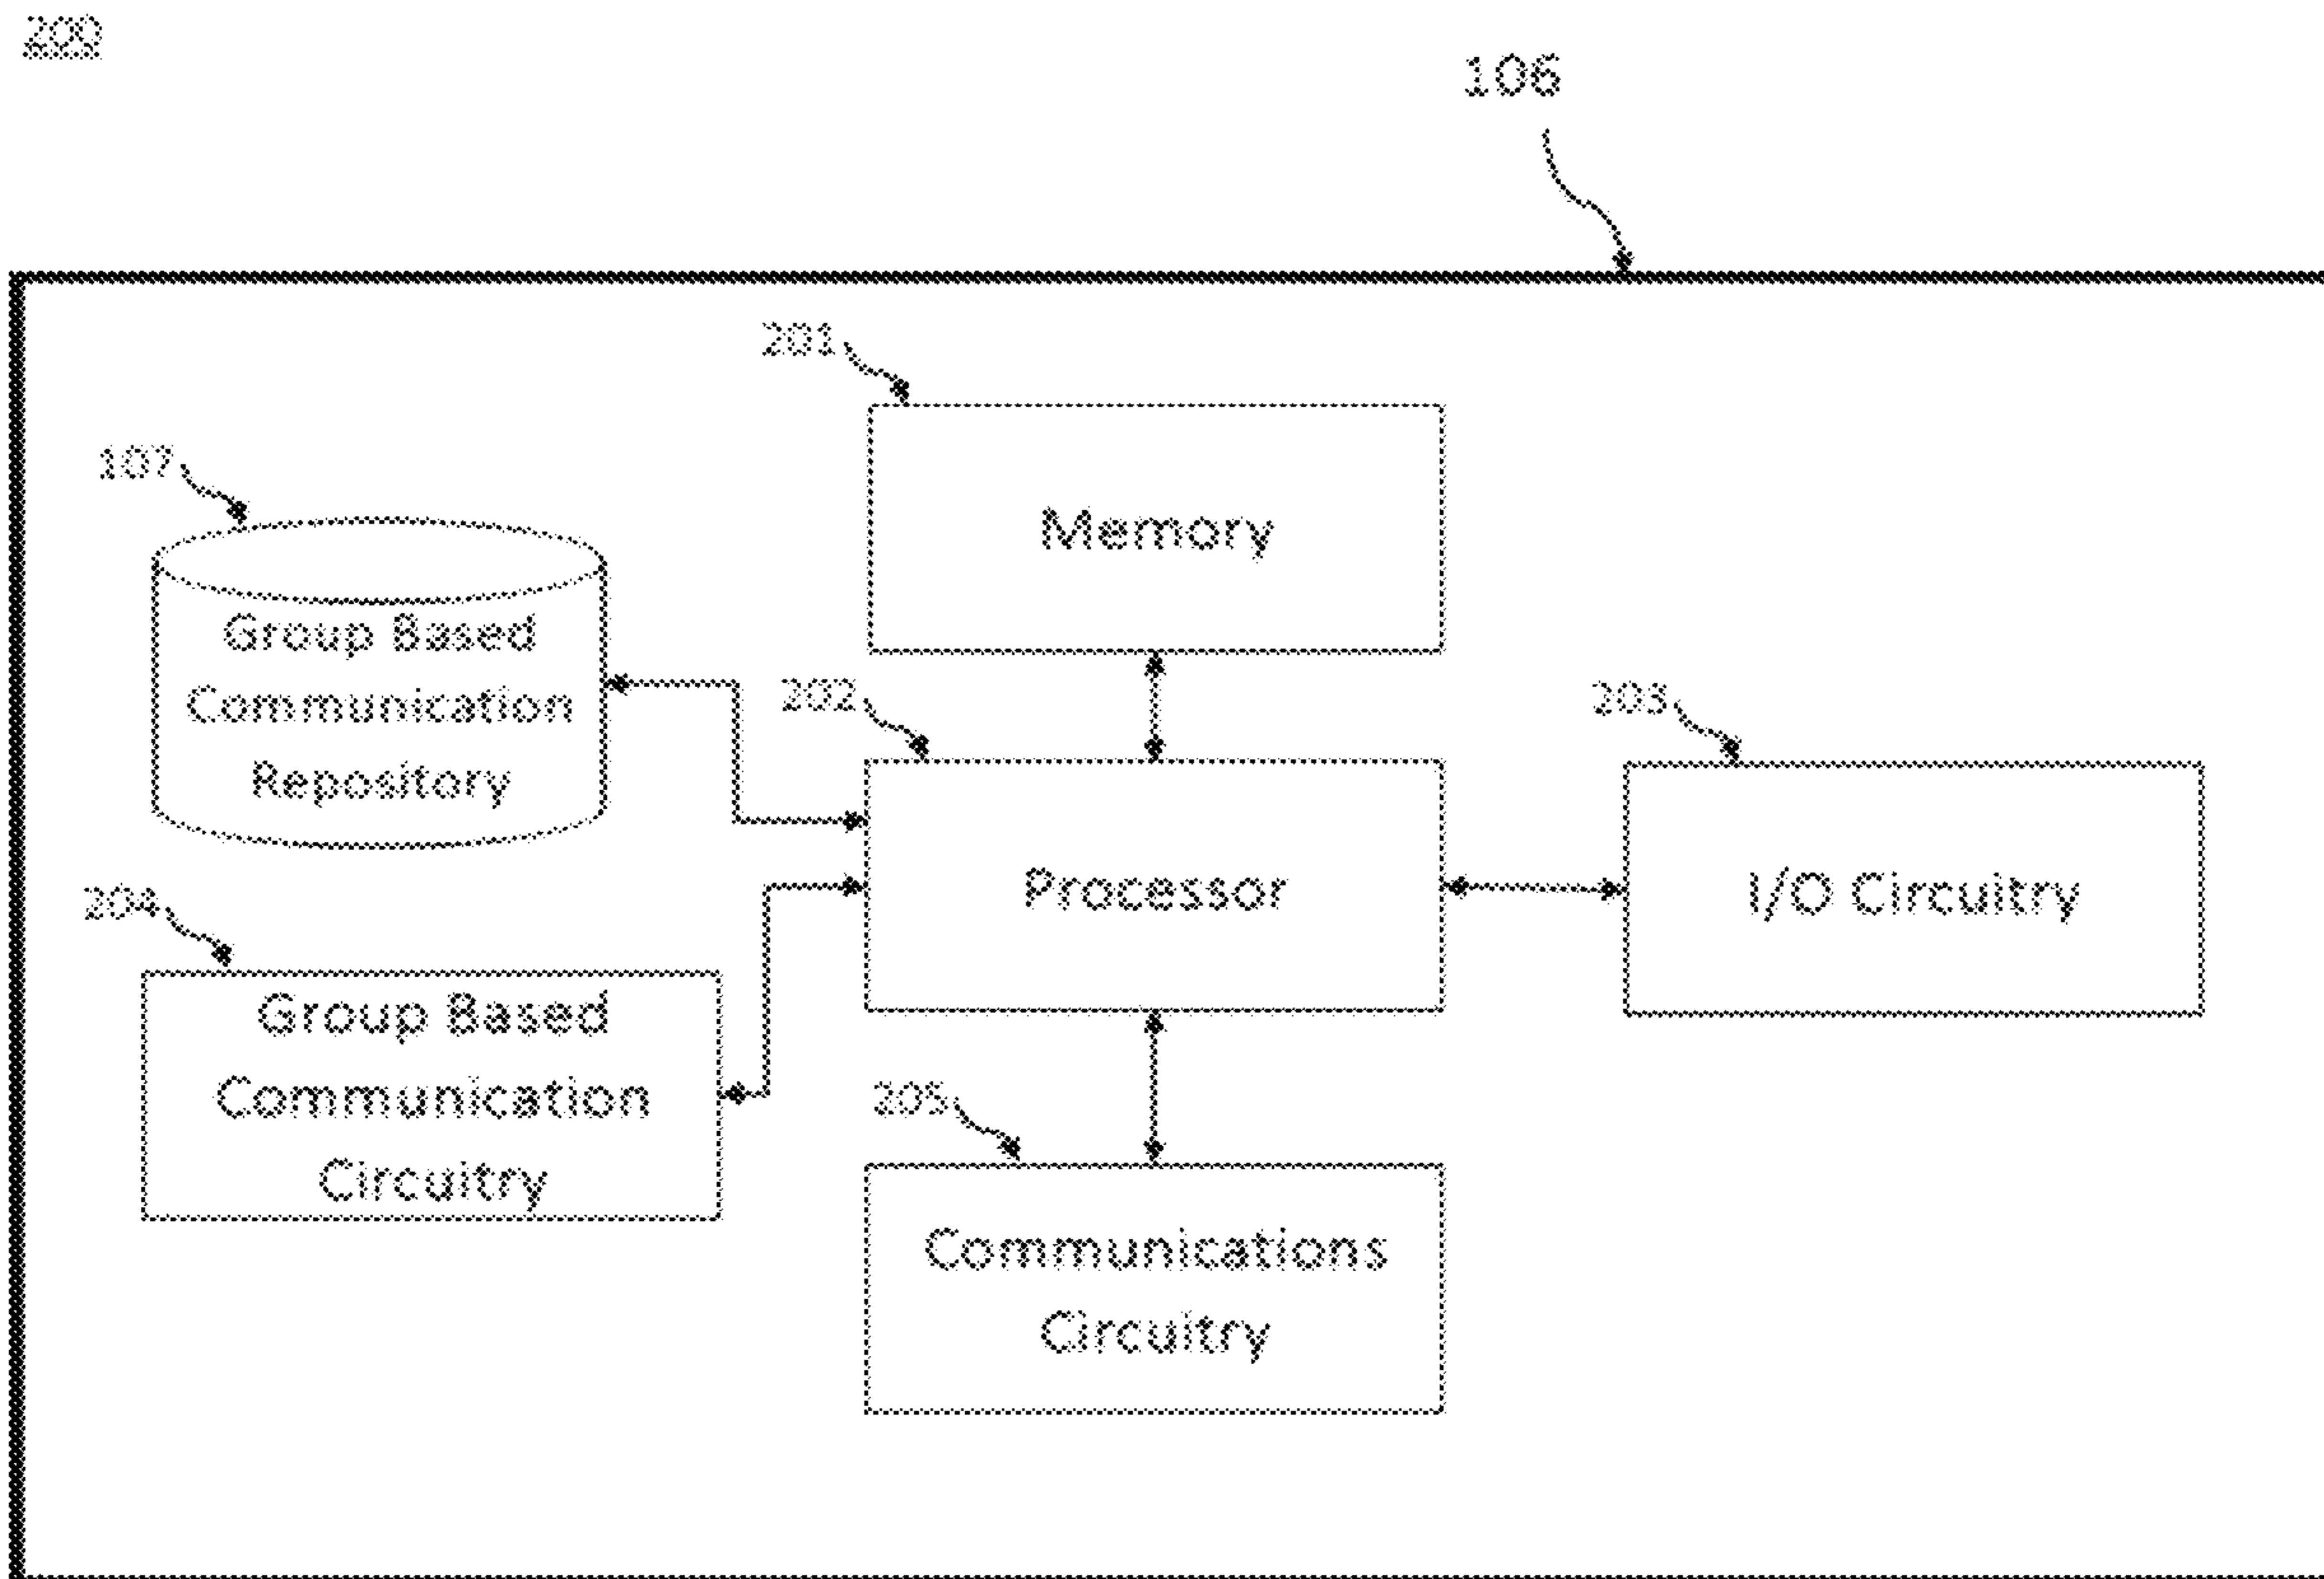 200
106
201
Memory
107
Group Based
Communication
Repository
202
Processor
203
I/O Circuitry
204
Group Based
Communication
Circuitry
205
Communications
Circuitry